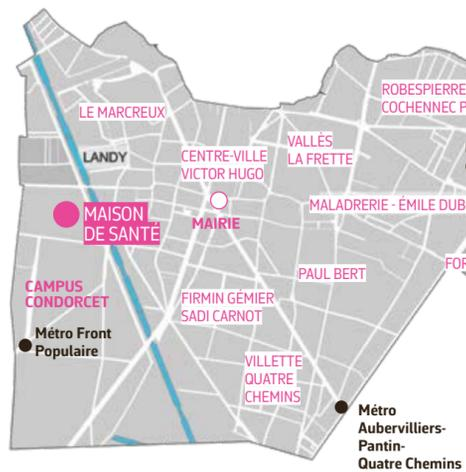 ROBESPIERRE
COCHENNEC P
LE MARCREUX
VALLÈS
LA FRETTE
LANDY
CENTRE-VILLE
VICTOR HUGO
MAISON
DE SANTÉ
MAIRIE
MALADRERIE - ÉMILE DUB
FOR
PAUL BERT
CAMPUS
CONDORCET
FIRMIN GÉMIER
SADI CARNOT
Métro Front
Populaire
VILLETTE
QUATRE
CHEMINS
Métro
Aubervilliers-
Pantin-
Quatre Chemins